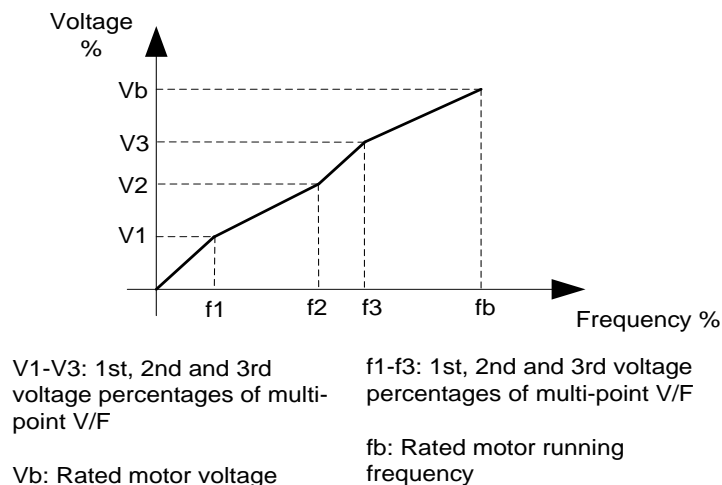 Voltage
%
Vb
V3
V2
V1
f1
f2
f3
fb
Frequency %
V1-V3: 1st, 2nd and 3rd
voltage percentages of multi-
point V/F
Vb: Rated motor voltage
f1-f3: 1st, 2nd and 3rd voltage
percentages of multi-point V/F
fb: Rated motor running
frequency